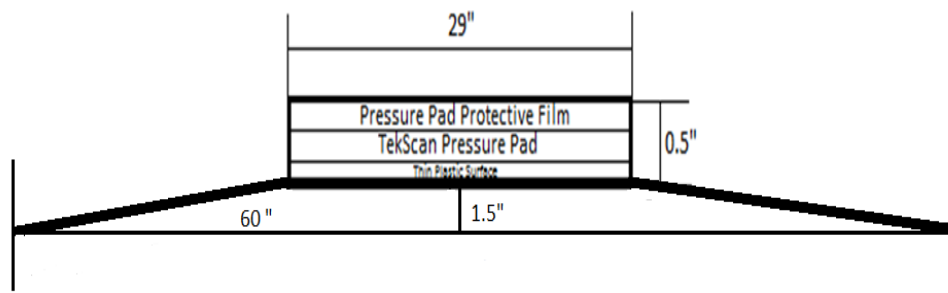 29"
Pressure Pad Protective Film
TekScan Pressure Pad
0.5"
Thin Plastic Surface
60 "
1.5"